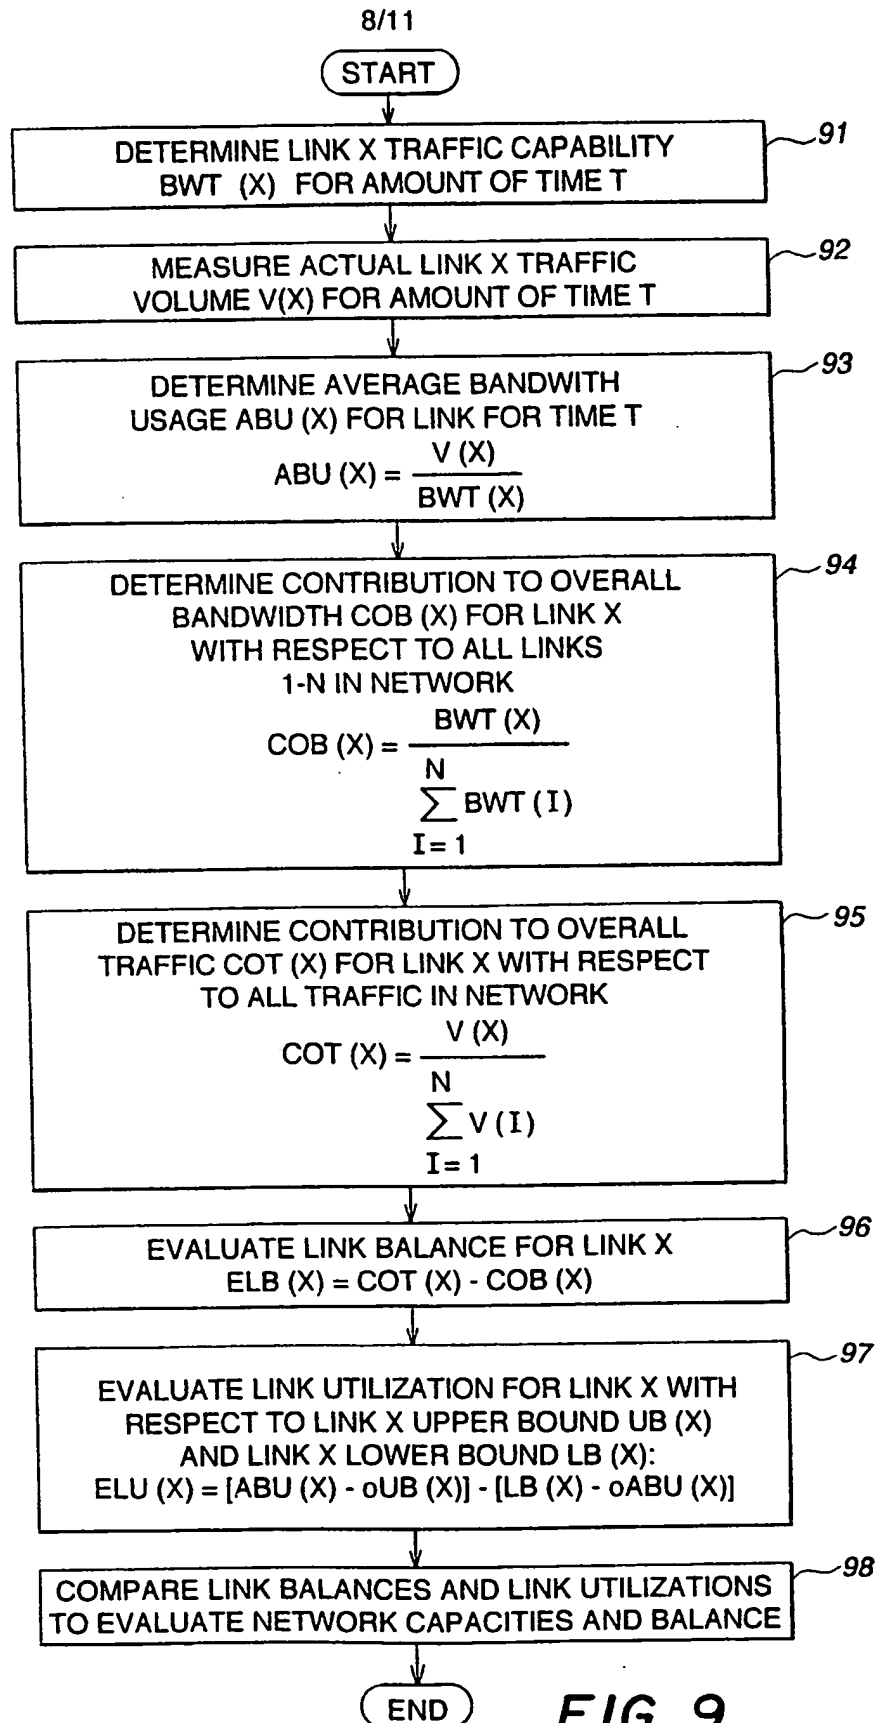 8/11
START
DETERMINE LINK X TRAFFIC CAPABILITY
BWT (X) FOR AMOUNT OF TIME T
91
MEASURE ACTUAL LINK X TRAFFIC
VOLUME V(X) FOR AMOUNT OF TIME T
92
DETERMINE AVERAGE BANDWITH
USAGE ABU (X) FOR LINK FOR TIME T
ABU (X) = V (X)
BWT (X)
93
DETERMINE CONTRIBUTION TO OVERALL
BANDWIDTH COB (X) FOR LINK X
WITH RESPECT TO ALL LINKS
1-N IN NETWORK
COB (X) = BWT (X)
N
∑ BWT (I)
I = 1
94
DETERMINE CONTRIBUTION TO OVERALL
TRAFFIC COT (X) FOR LINK X WITH RESPECT
TO ALL TRAFFIC IN NETWORK
COT (X) = V (X)
N
∑ V (I)
I = 1
95
EVALUATE LINK BALANCE FOR LINK X
ELB (X) = COT (X) - COB (X)
96
EVALUATE LINK UTILIZATION FOR LINK X WITH
RESPECT TO LINK X UPPER BOUND UB (X)
AND LINK X LOWER BOUND LB (X):
ELU (X) = [ABU (X) - oUB (X)] - [LB (X) - oABU (X)]
97
COMPARE LINK BALANCES AND LINK UTILIZATIONS
TO EVALUATE NETWORK CAPACITIES AND BALANCE
98
END
FIG. 9